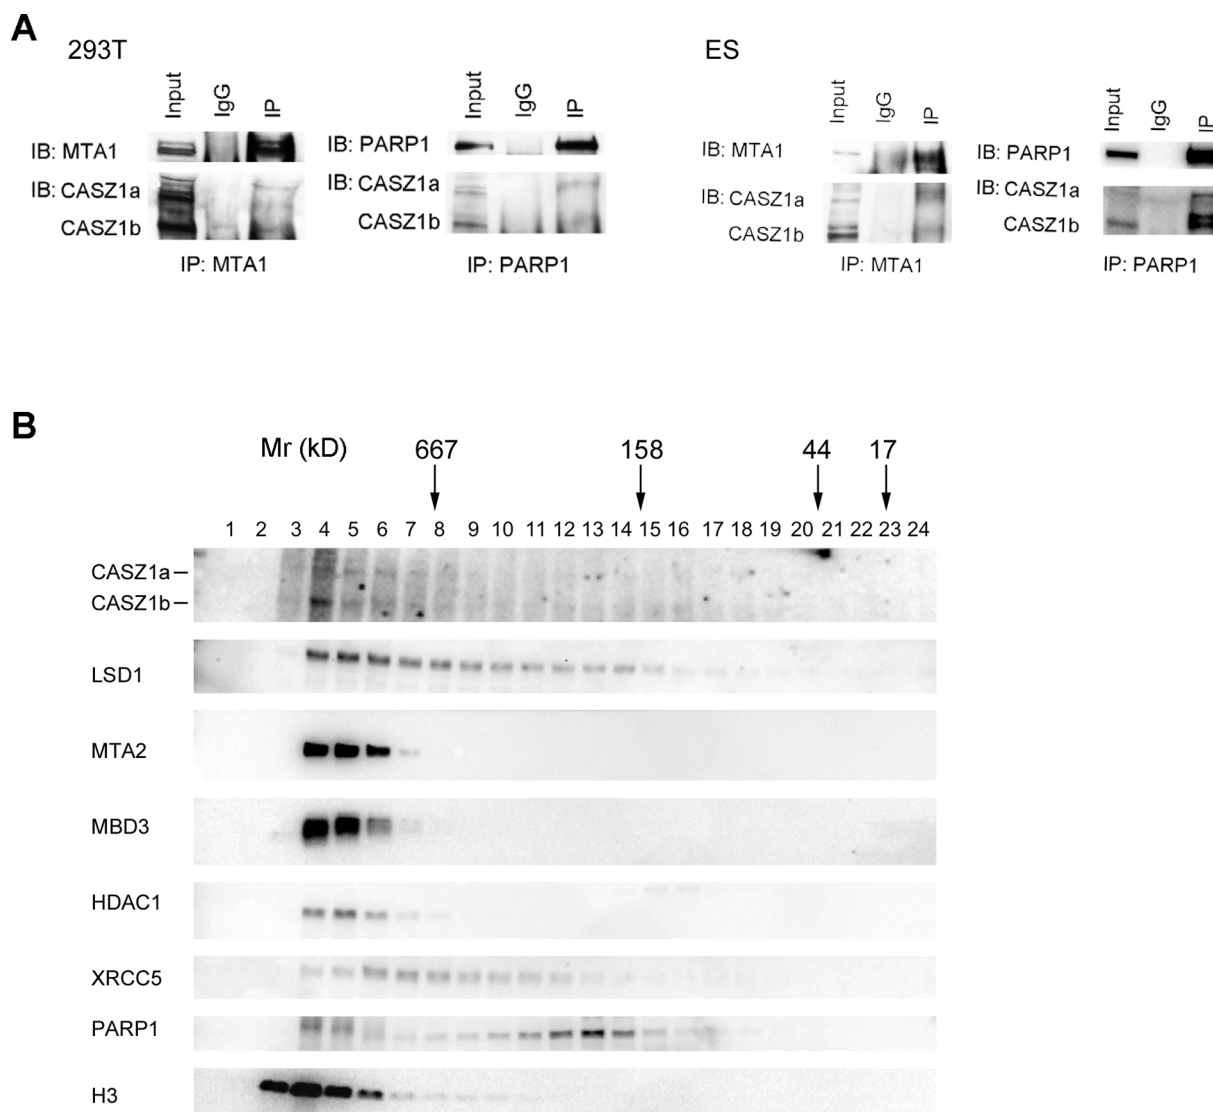 A
293T
ES
Input IgG IP
Input IgG IP
Input IgG IP
Input IgG IP
IB: MTA1
IB: CASZ1a
CASZ1b
IP: MTA1
IB: PARP1
IB: CASZ1a
CASZ1b
IP: PARP1
IB: MTA1
IB: CASZ1a
CASZ1b
IP: MTA1
IB: PARP1
IB: CASZ1a
CASZ1b
IP: PARP1
B
Mr (kD) 667 158 44 17
1 2 3 4 5 6 7 8 9 10 11 12 13 14 15 16 17 18 19 20 21 22 23 24
CASZ1a
CASZ1b
LSD1
MTA2
MBD3
HDAC1
XRCC5
PARP1
H3